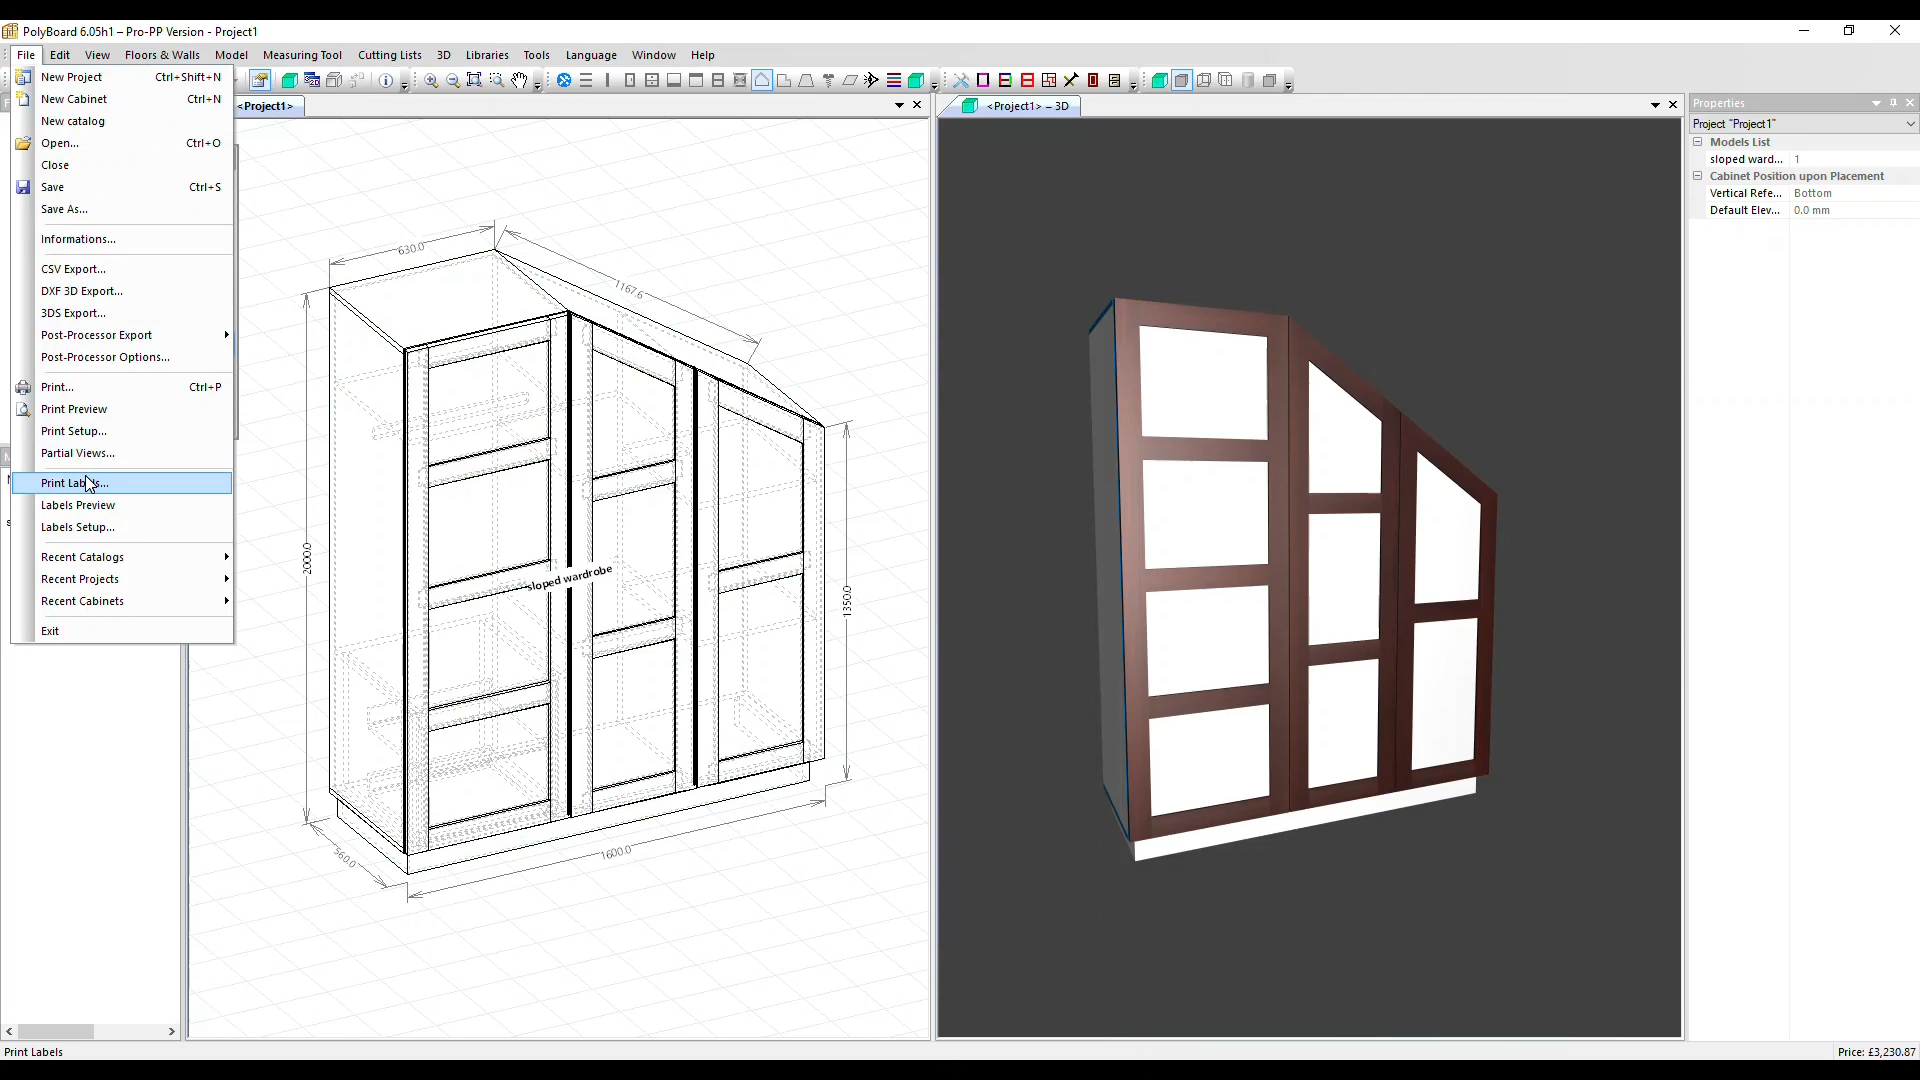 PolyBoard 6.05h1 – Pro-PP Version - Project1
File Edit View Floors & Walls Model Measuring Tool Cutting Lists 3D Libraries Tools Language Window Help
New Project Ctrl+Shift+N
New Cabinet Ctrl+N
New catalog
Open... Ctrl+O
Close
Save Ctrl+S
Save As...
Informations...
CSV Export...
DXF 3D Export...
3DS Export...
Post-Processor Export
Post-Processor Options...
Print... Ctrl+P
Print Preview
Print Setup...
Partial Views...
Labels Preview
Labels Setup...
Recent Catalogs
Recent Projects
Recent Cabinets
Exit
<Project1>
630.0
1167.6
2000.0
sloped wardrobe
1350.0
560.0
1600.0
<Project1> – 3D
Properties
Project "Project1"
Models List
sloped ward... 1
Cabinet Position upon Placement
Vertical Refe... Bottom
Default Elev... 0.0 mm
Print Labels
Price: £3,230.87